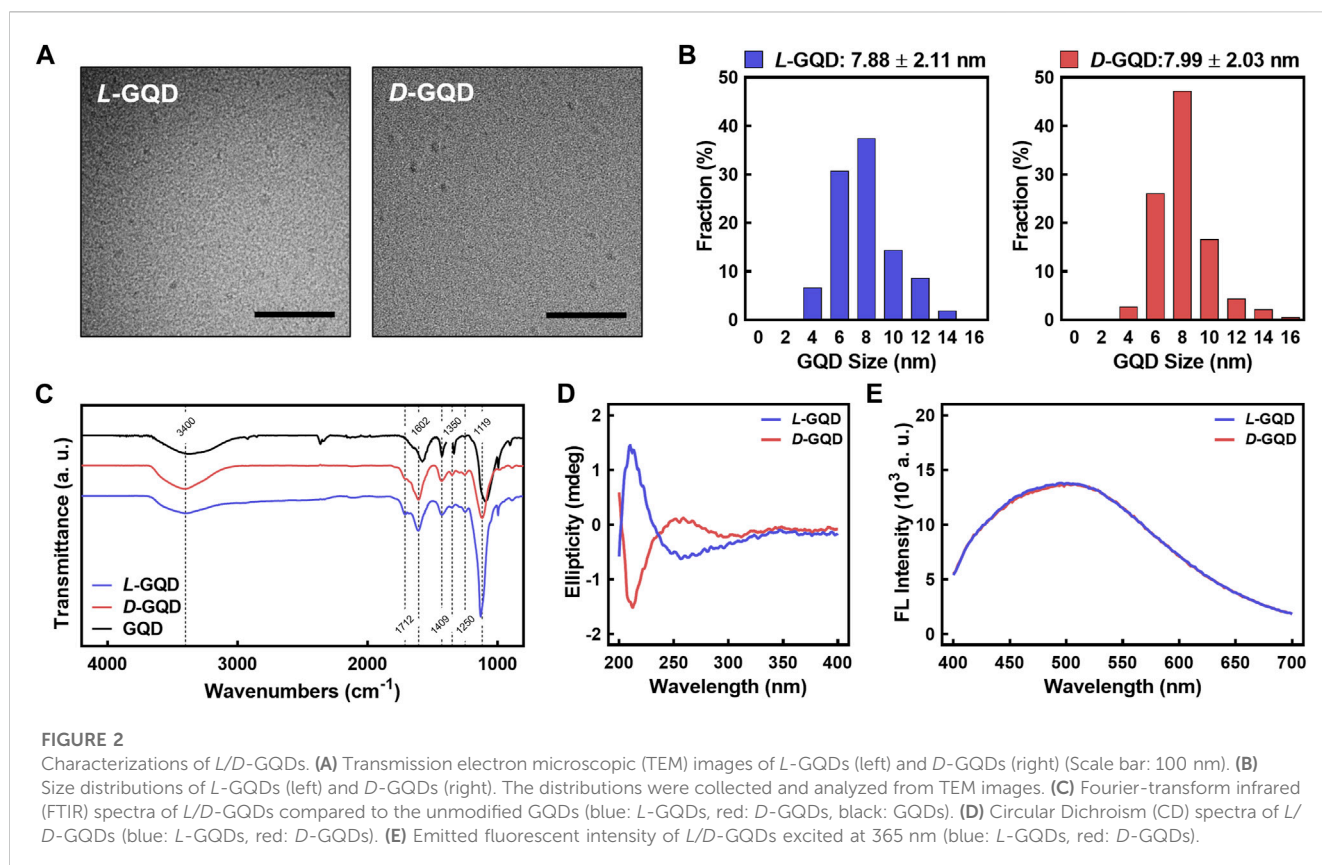 A
L-GQD
D-GQD
B
L-GQD: 7.88 ± 2.11 nm
50
40
30
20
10
0
Fraction (%)
0 2 4 6 8 10 12 14 16
GQD Size (nm)
D-GQD:7.99 ± 2.03 nm
50
40
30
20
10
0
Fraction (%)
0 2 4 6 8 10 12 14 16
GQD Size (nm)
C
3400
1602
1350
1119
Transmittance (a. u.)
L-GQD
D-GQD
GQD
1712
1409
1250
4200 3000 2000 1000
Wavenumbers (cm⁻¹)
D
L-GQD
D-GQD
2
1
0
-1
-2
Ellipticity (mdeg)
200 250 300 350 400
Wavelength (nm)
E
L-GQD
D-GQD
20
15
10
5
0
FL Intensity (10³ a. u.)
400 450 500 550 600 650 700
Wavelength (nm)
FIGURE 2
Characterizations of L/D-GQDs. (A) Transmission electron microscopic (TEM) images of L-GQDs (left) and D-GQDs (right) (Scale bar: 100 nm). (B)
Size distributions of L-GQDs (left) and D-GQDs (right). The distributions were collected and analyzed from TEM images. (C) Fourier-transform infrared
(FTIR) spectra of L/D-GQDs compared to the unmodified GQDs (blue: L-GQDs, red: D-GQDs, black: GQDs). (D) Circular Dichroism (CD) spectra of L/
D-GQDs (blue: L-GQDs, red: D-GQDs). (E) Emitted fluorescent intensity of L/D-GQDs excited at 365 nm (blue: L-GQDs, red: D-GQDs).